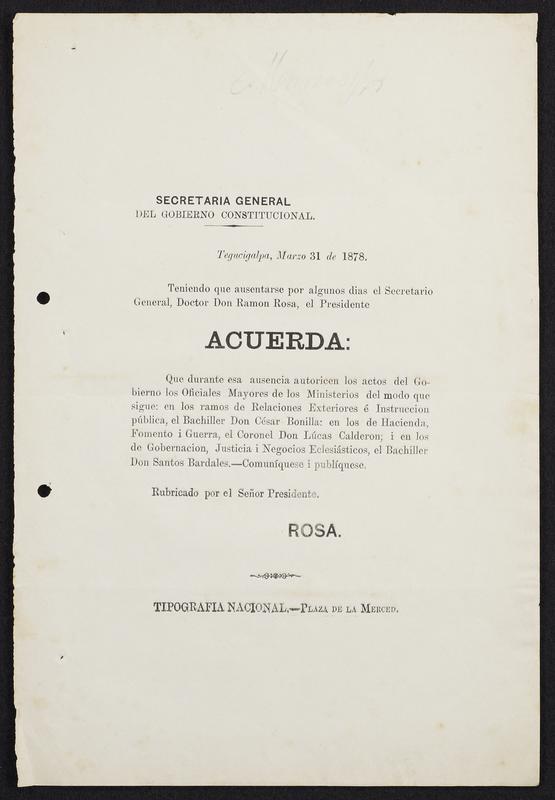 SECRETARIA GENERAL
DEL GOBIERNO CONSTITUCIONAL.
Tegucigalpa, Marzo 31 de 1878.
Teniendo que ausentarse por algunos dias el Secretario
General, Doctor Don Ramon Rosa, el Presidente
ACUERDA:
Que durante esa ausencia autoricen los actos del Go-
bierno los Oficiales Mayores de los Ministerios del modo que
sigue: en los ramos de Relaciones Exteriores é Instruccion
pública, el Bachiller Don César Bonilla: en los de Hacienda,
Fomento i Guerra, el Coronel Don Lúcas Calderon; i en los
de Gobernacion, Justicia i Negocios Eclesiásticos, el Bachiller
Don Santos Bardales.—Comuníquese i publíquese.
Rubricado por el Señor Presidente.
ROSA.
TIPOGRAFIA NACIONAL.—PLAZA DE LA MERCED.